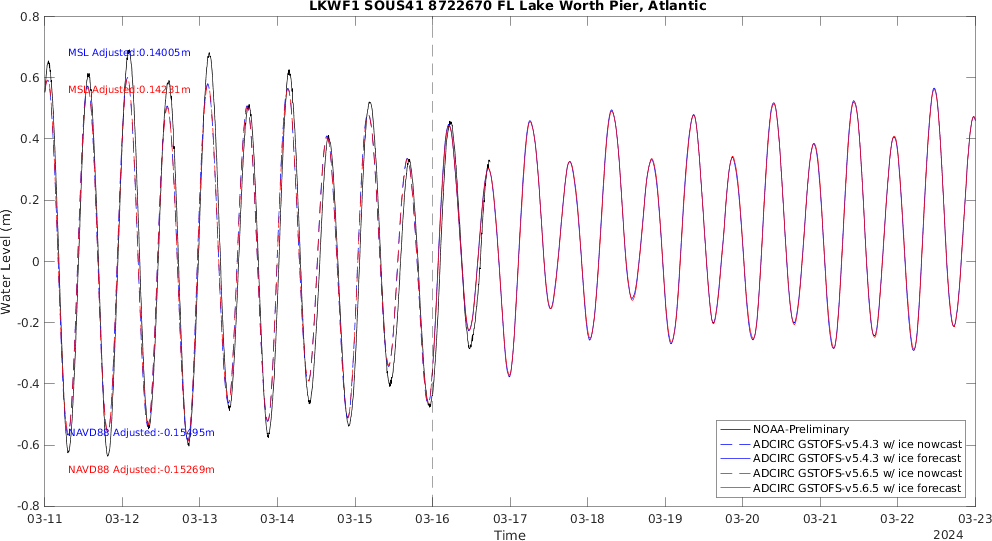 LKWF1 SOUS41 8722670 FL Lake Worth Pier, Atlantic
0.8
0.6
0.4
0.2
0
-0.2
-0.4
-0.6
-0.8
Water Level (m)
MSL Adjusted:0.14005m
MSL Adjusted:0.14231m
NAVD88 Adjusted:-0.15495m
NAVD88 Adjusted:-0.15269m
NOAA-Preliminary
ADCIRC GSTOFS-v5.4.3 w/ ice nowcast
ADCIRC GSTOFS-v5.4.3 w/ ice forecast
ADCIRC GSTOFS-v5.6.5 w/ ice nowcast
ADCIRC GSTOFS-v5.6.5 w/ ice forecast
03-11 03-12 03-13 03-14 03-15 03-16 03-17 03-18 03-19 03-20 03-21 03-22 03-23
Time
2024